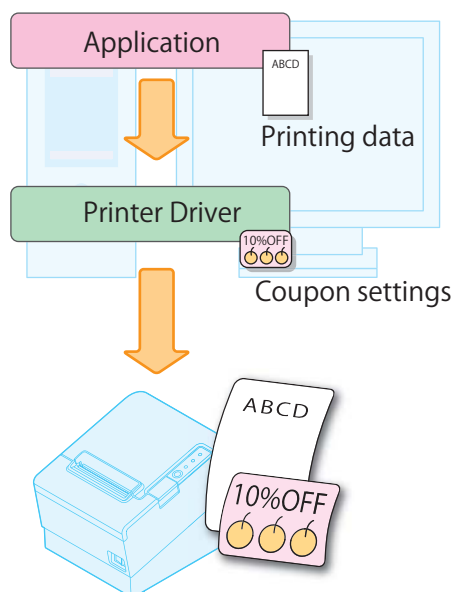 Application
ABCD
Printing data
Printer Driver
10%OFF
Coupon settings
ABCD
10%OFF